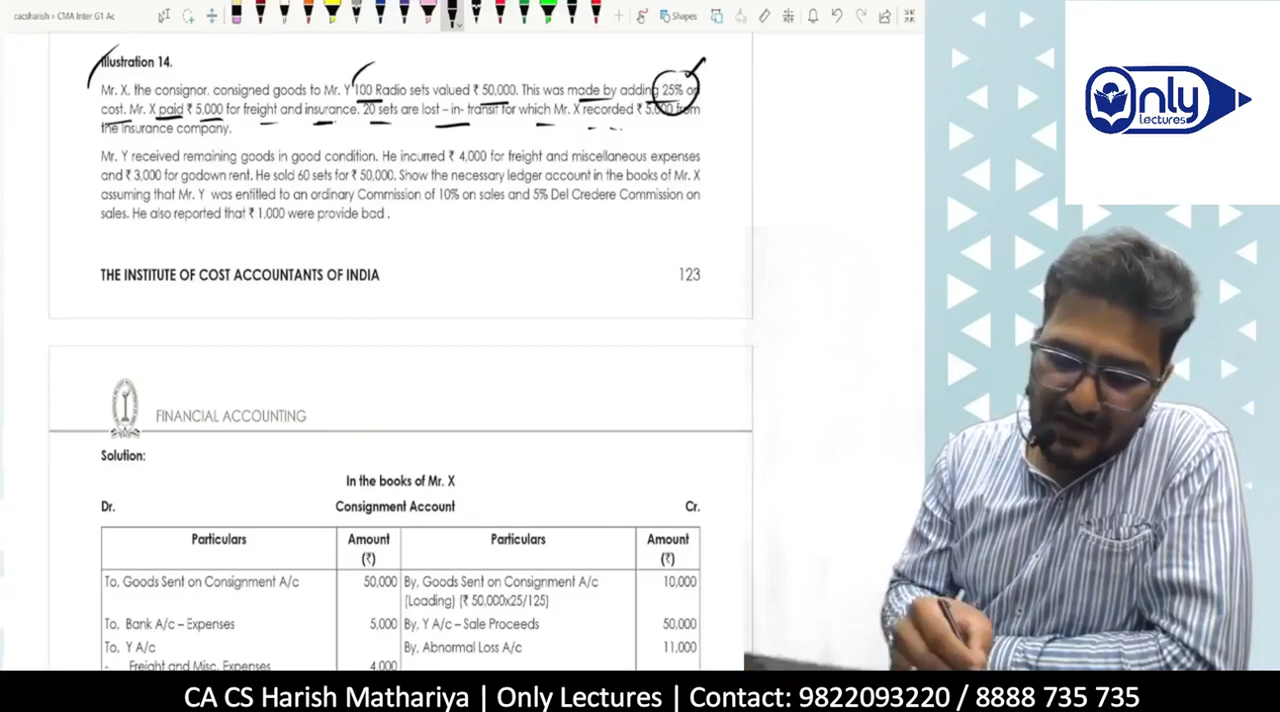 cacsharish » CMA Inter G1 Ac
Shapes
Illustration 14.
Mr. X, the consignor, consigned goods to Mr. Y 100 Radio sets valued ₹ 50,000. This was made by adding 25% on
cost. Mr. X paid ₹ 5,000 for freight and insurance. 20 sets are lost – in- transit for which Mr. X recorded ₹ 5,000 from
the insurance company.
Mr. Y received remaining goods in good condition. He incurred ₹ 4,000 for freight and miscellaneous expenses
and ₹ 3,000 for godown rent. He sold 60 sets for ₹ 50,000. Show the necessary ledger account in the books of Mr. X
assuming that Mr. Y was entitled to an ordinary Commission of 10% on sales and 5% Del Credere Commission on
sales. He also reported that ₹ 1,000 were provide bad .
THE INSTITUTE OF COST ACCOUNTANTS OF INDIA 123
FINANCIAL ACCOUNTING
Solution:
In the books of Mr. X
Dr. Consignment Account Cr.
Particulars Amount (₹) Particulars Amount (₹)
To, Goods Sent on Consignment A/c 50,000 By, Goods Sent on Consignment A/c 10,000
(Loading) (₹ 50,000x25/125)
To, Bank A/c – Expenses 5,000 By, Y A/c – Sale Proceeds 50,000
To, Y A/c By, Abnormal Loss A/c 11,000
- Freight and Misc. Expenses 4,000
Only
Lectures
CA CS Harish Mathariya | Only Lectures | Contact: 9822093220 / 8888 735 735